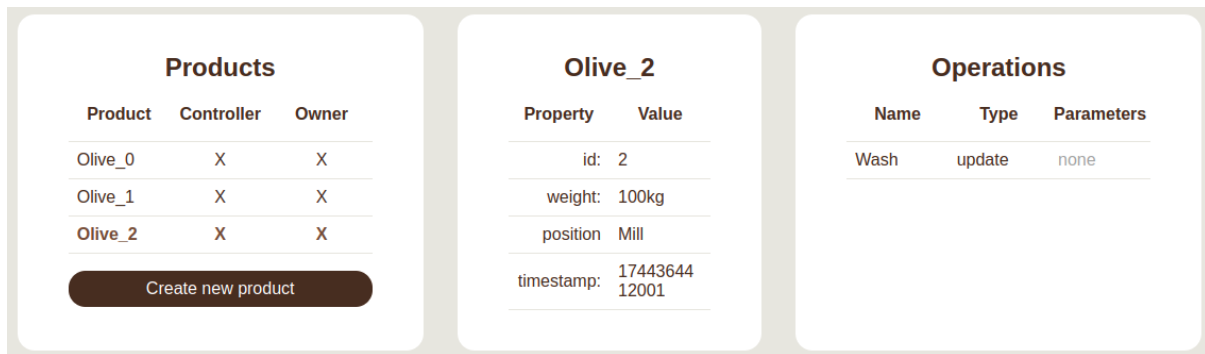 Products
Product Controller Owner
Olive_0 X X
Olive_1 X X
Olive_2 X X
Create new product
Olive_2
Property Value
id: 2
weight: 100kg
position Mill
timestamp: 17443644
12001
Operations
Name Type Parameters
Wash update none